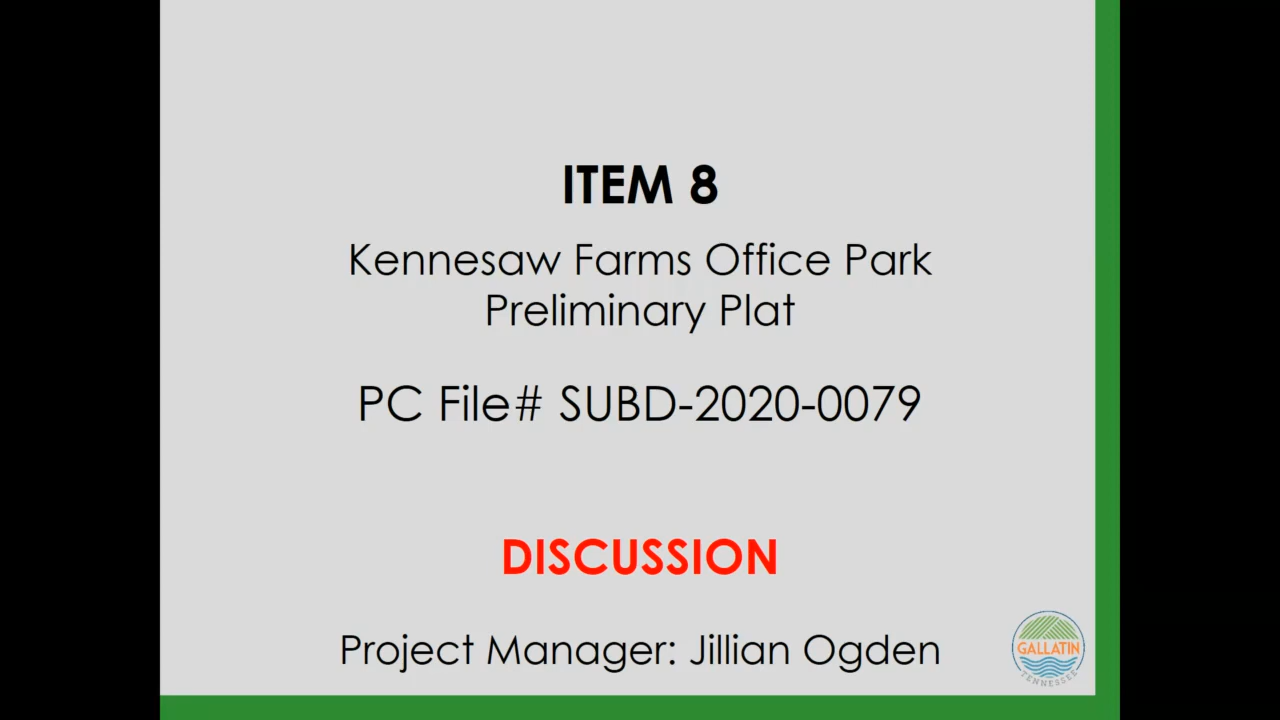 ITEM 8
Kennesaw Farms Office Park
Preliminary Plat
PC File# SUBD-2020-0079
DISCUSSION
Project Manager: Jillian Ogden
GALLATIN
TENNESSEE